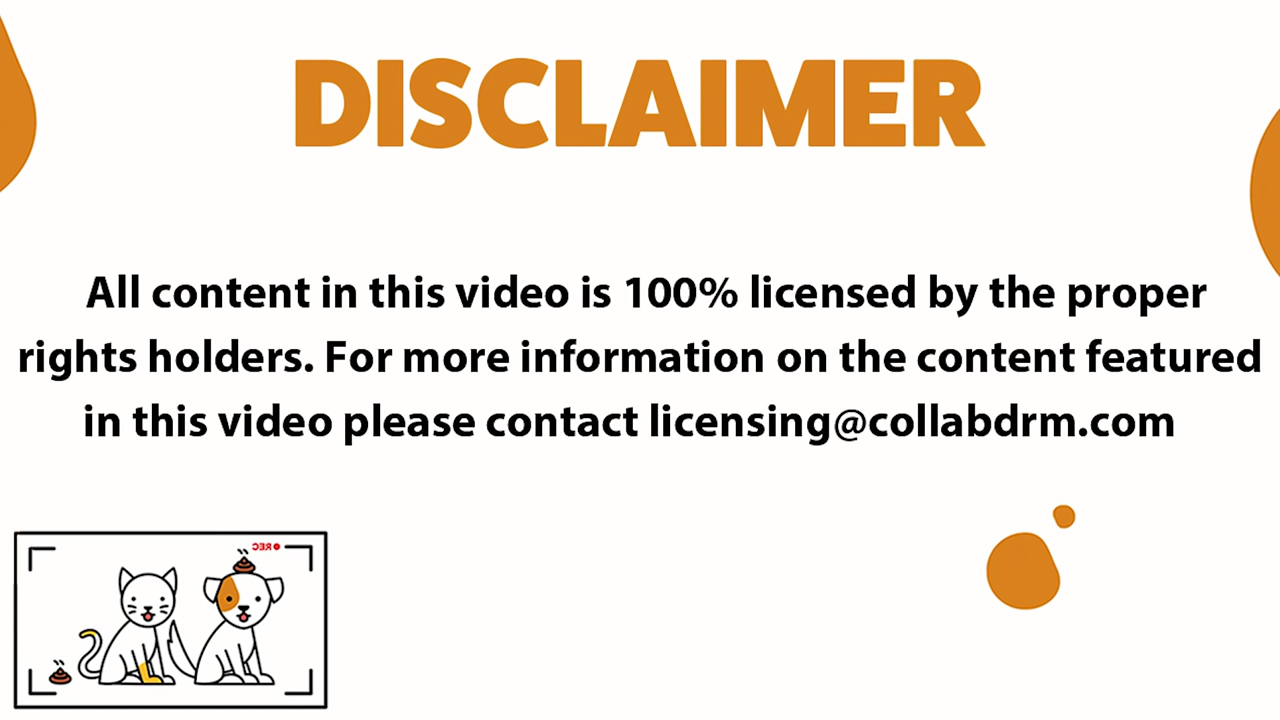 DISCLAIMER
All content in this video is 100% licensed by the proper
rights holders. For more information on the content featured
in this video please contact licensing@collabdrm.com
REC